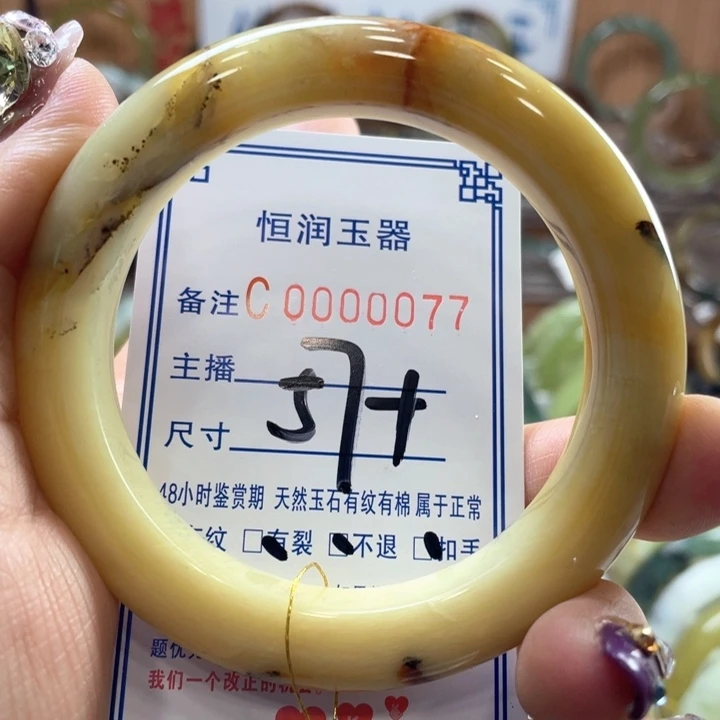 恒润玉器
备注C0000077
主播
57+
尺寸
48小时鉴赏期 天然玉石有纹有棉 属于正常
纹 □有裂 □不退 □扣手
题
我们一个改正的机会